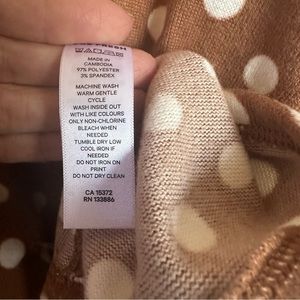 MADE IN
CAMBODIA
97% POLYESTER
3% SPANDEX
MACHINE WASH
WARM GENTLE
CYCLE
WASH INSIDE OUT
WITH LIKE COLOURS
ONLY NON-CHLORINE
BLEACH WHEN
NEEDED
TUMBLE DRY LOW
COOL IRON IF
NEEDED
DO NOT IRON ON
PRINT
DO NOT DRY CLEAN
CA 15372
RN 133886